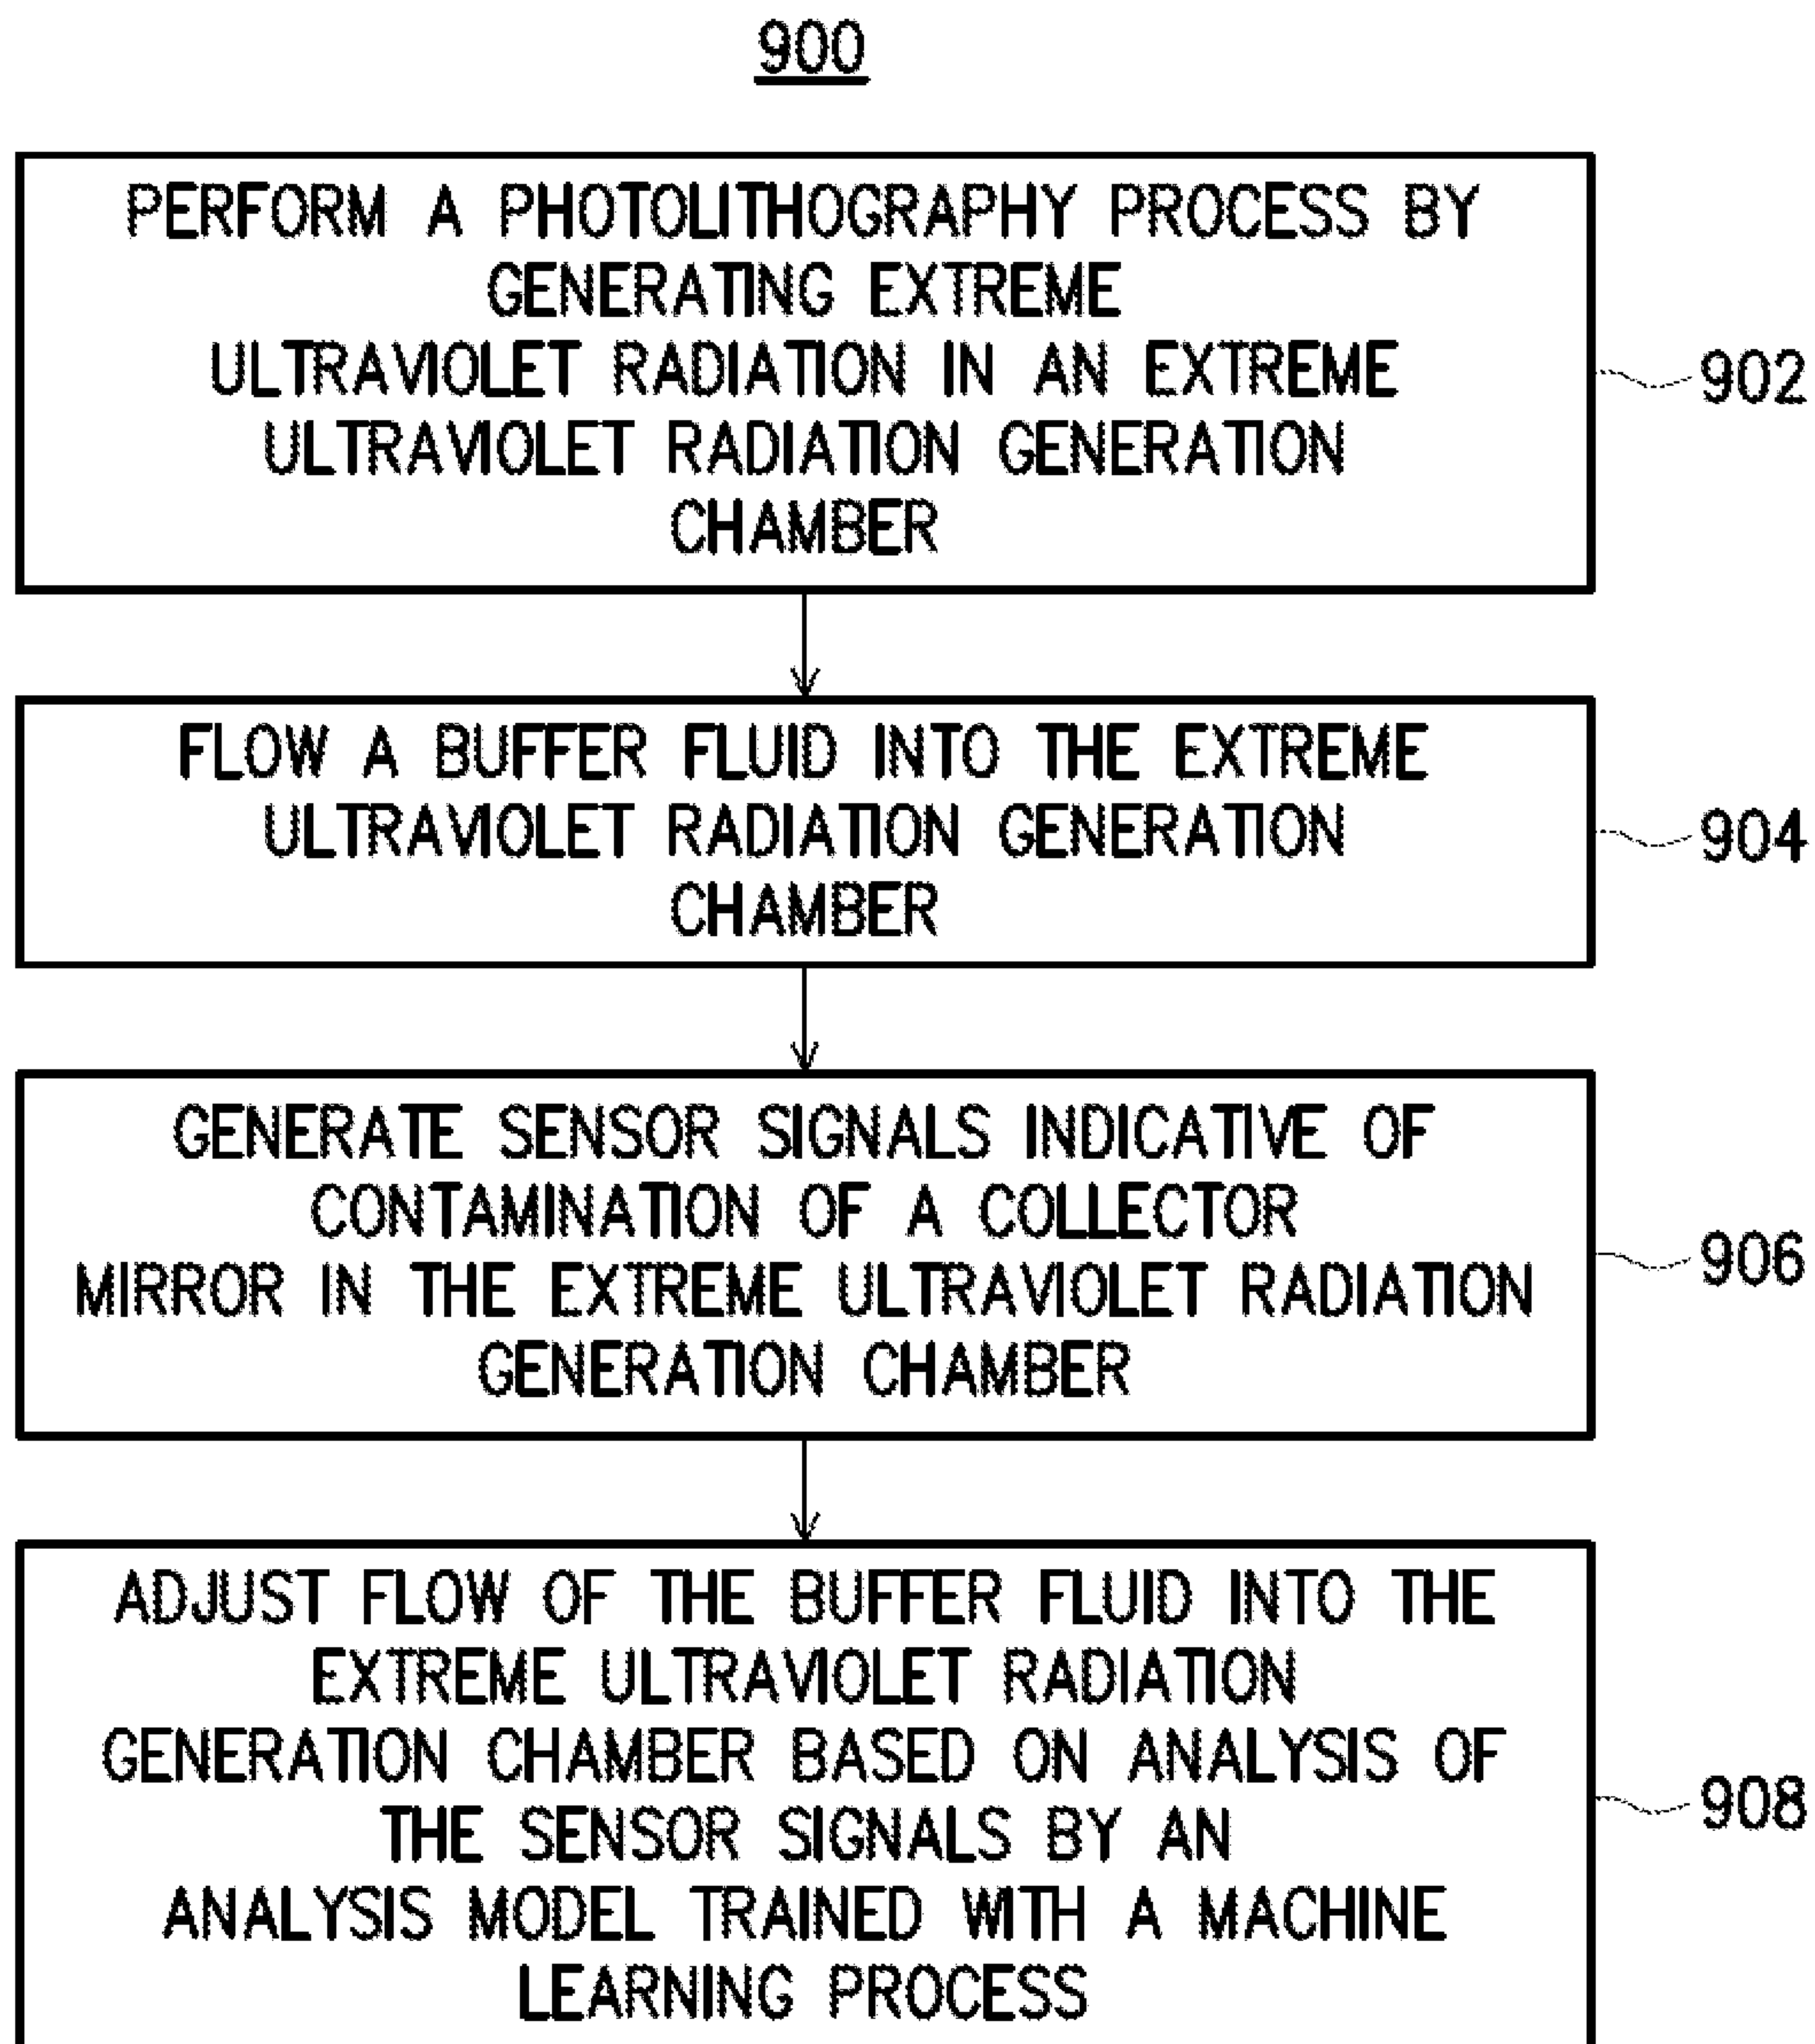 900
PERFORM A PHOTOLITHOGRAPHY PROCESS BY
GENERATING EXTREME
ULTRAVIOLET RADIATION IN AN EXTREME
ULTRAVIOLET RADIATION GENERATION
CHAMBER
902
FLOW A BUFFER FLUID INTO THE EXTREME
ULTRAVIOLET RADIATION GENERATION
CHAMBER
904
GENERATE SENSOR SIGNALS INDICATIVE OF
CONTAMINATION OF A COLLECTOR
MIRROR IN THE EXTREME ULTRAVIOLET RADIATION
GENERATION CHAMBER
906
ADJUST FLOW OF THE BUFFER FLUID INTO THE
EXTREME ULTRAVIOLET RADIATION
GENERATION CHAMBER BASED ON ANALYSIS OF
THE SENSOR SIGNALS BY AN
ANALYSIS MODEL TRAINED WITH A MACHINE
LEARNING PROCESS
908